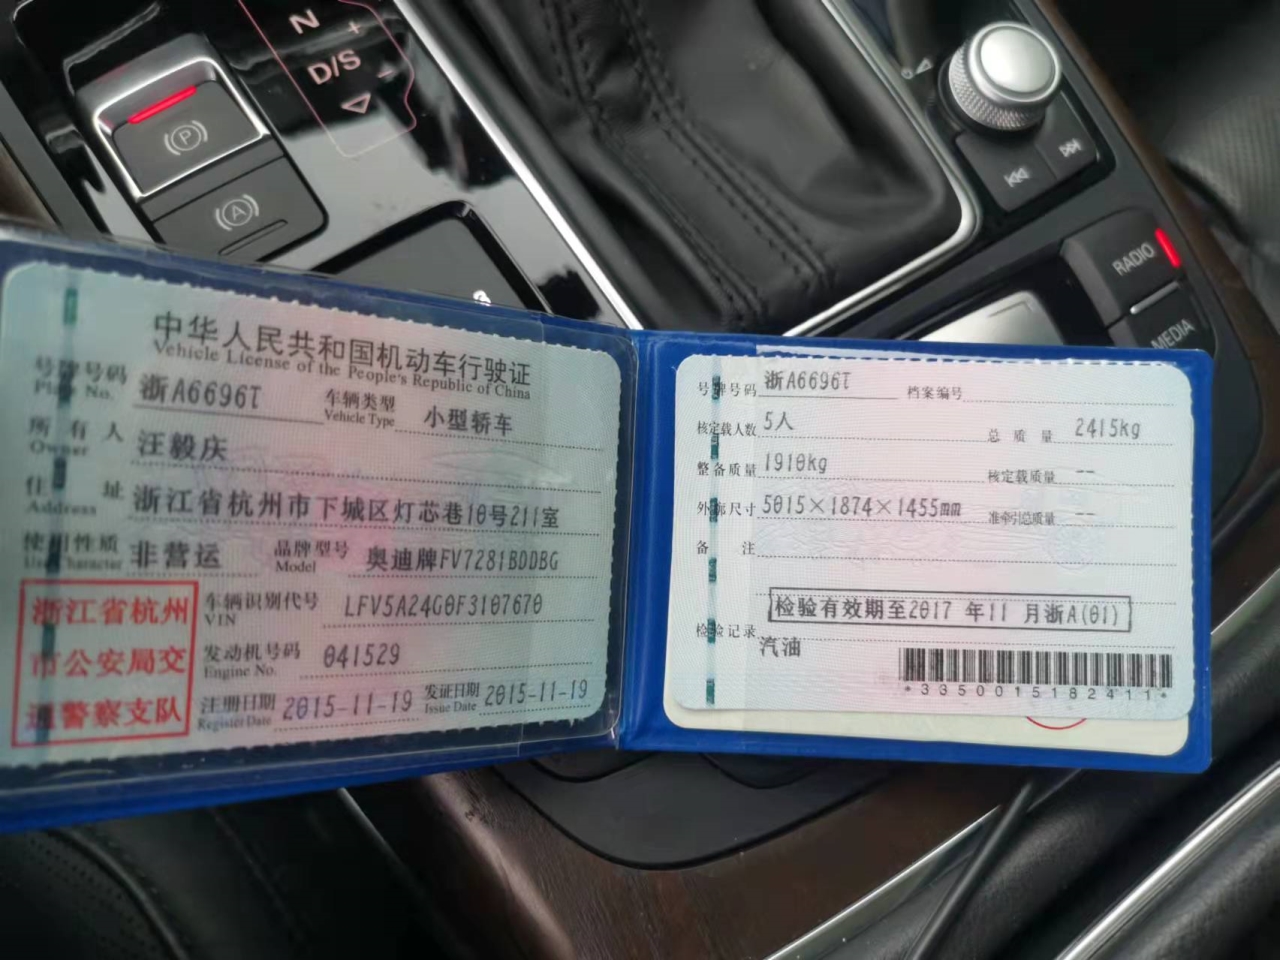 N
+
D/S
-
(P)
(A)
RADIO
MEDIA
中华人民共和国机动车行驶证
Vehicle License of the People's Republic of China
号牌号码 浙A6696T 车辆类型 小型轿车
Plate No. Vehicle Type
所有人 汪毅庆
Owner
住址 浙江省杭州市下城区灯芯巷10号211室
Address
使用性质 非营运 品牌型号 奥迪牌FV7281BDDBG
Use Character Model
浙江省杭州
市公安局交
通警察支队
车辆识别代号 LFV5A24G0F3107670
VIN
发动机号码 041529
Engine No.
注册日期 2015-11-19 发证日期 2015-11-19
Register Date Issue Date
号牌号码 浙A6696T 档案编号
核定载人数 5人 总质量 2415kg
整备质量 1910kg 核定载质量 --
外廓尺寸 5015×1874×1455mm 准牵引总质量 --
备注
检验有效期至2017 年11 月浙A(01)
检验记录
汽油
*3350015182411*